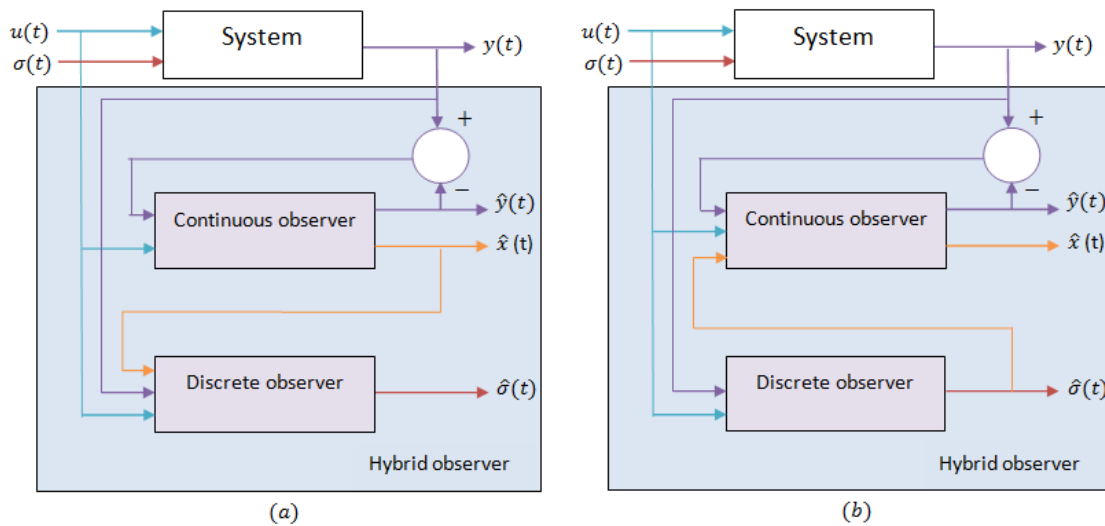 u(t)
σ(t)
System
y(t)
+
−
Continuous observer
ŷ(t)
x̂ (t)
Discrete observer
σ̂(t)
Hybrid observer
(a)
u(t)
σ(t)
System
y(t)
+
−
Continuous observer
ŷ(t)
x̂ (t)
Discrete observer
σ̂(t)
Hybrid observer
(b)